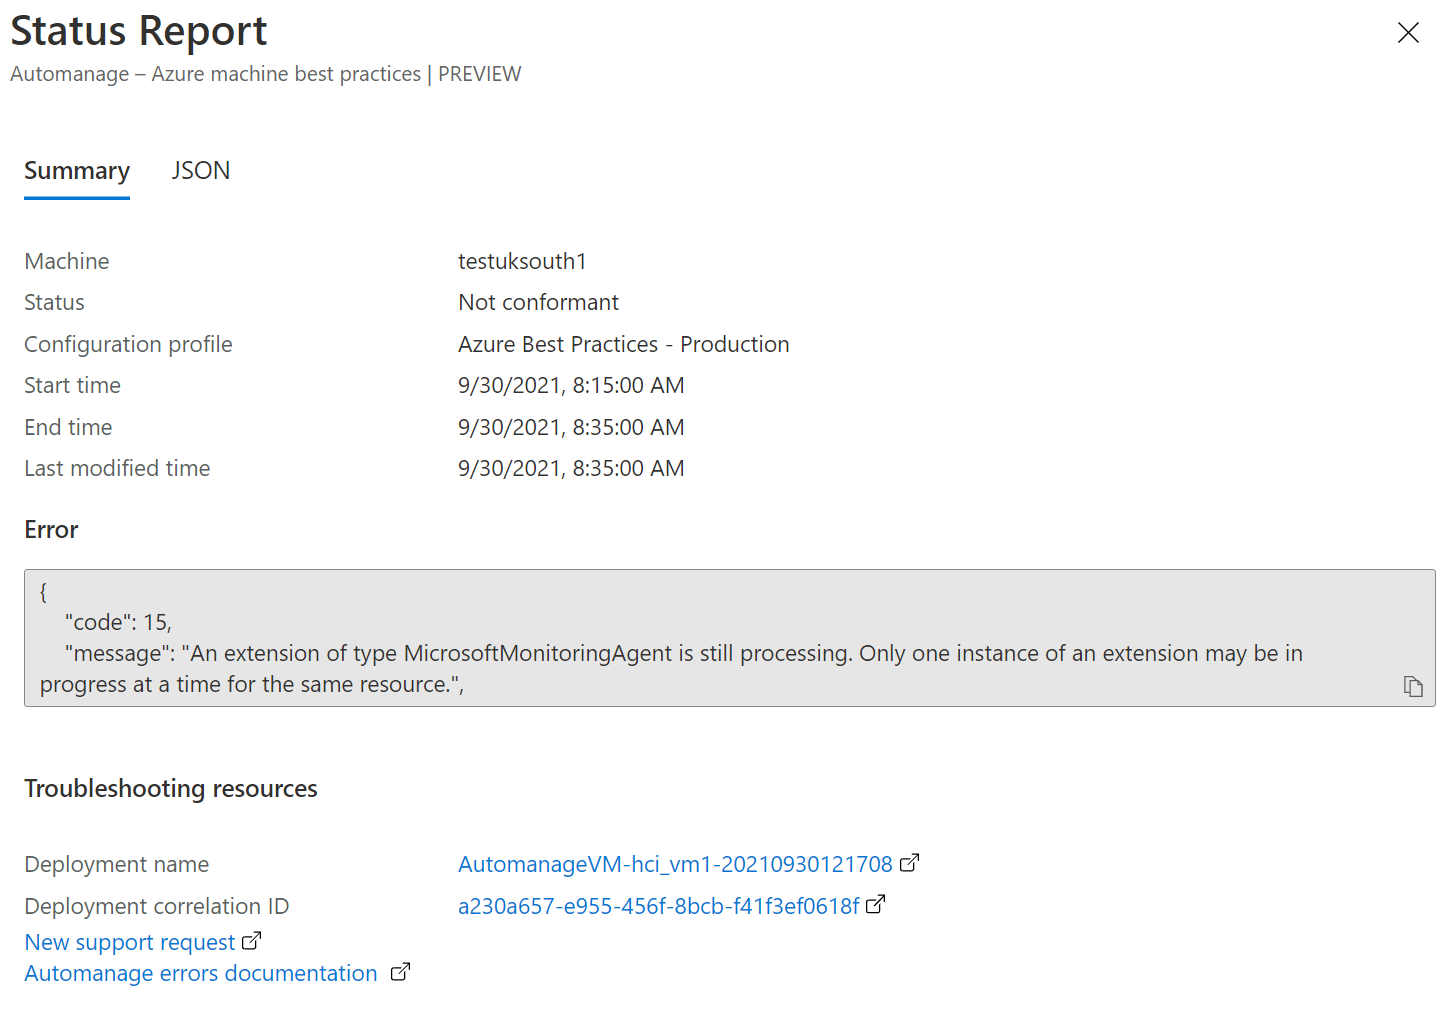 Status Report
Automanage – Azure machine best practices | PREVIEW
Summary JSON
Machine testuksouth1
Status Not conformant
Configuration profile Azure Best Practices - Production
Start time 9/30/2021, 8:15:00 AM
End time 9/30/2021, 8:35:00 AM
Last modified time 9/30/2021, 8:35:00 AM
Error
{
"code": 15,
"message": "An extension of type MicrosoftMonitoringAgent is still processing. Only one instance of an extension may be in
progress at a time for the same resource.",
Troubleshooting resources
Deployment name AutomanageVM-hci_vm1-20210930121708
Deployment correlation ID a230a657-e955-456f-8bcb-f41f3ef0618f
New support request
Automanage errors documentation